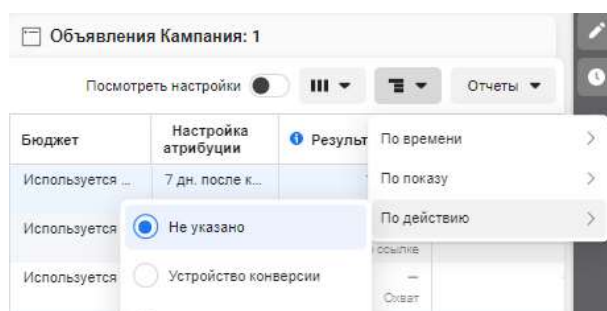 Объявления Кампания: 1
Посмотреть настройки
Отчеты
Бюджет
Настройка
атрибуции
Результ
По времени
Используется ...
7 дн. после к...
По показу
По действию
Используется
Не указано
ссылке
Используется
Устройство конверсии
—
Охват